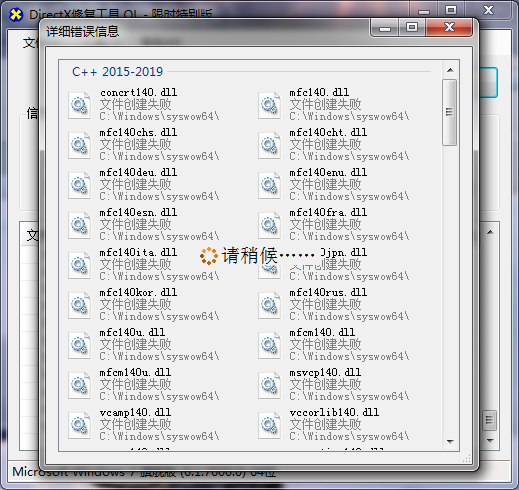 DirectX修复工具 OL - 限时特别版
详细错误信息
C++ 2015-2019
concrt140.dll
文件创建失败
C:\Windows\syswow64\
mfc140.dll
文件创建失败
C:\Windows\syswow64\
mfc140chs.dll
文件创建失败
C:\Windows\syswow64\
mfc140cht.dll
文件创建失败
C:\Windows\syswow64\
mfc140deu.dll
文件创建失败
C:\Windows\syswow64\
mfc140enu.dll
文件创建失败
C:\Windows\syswow64\
mfc140esn.dll
文件创建失败
C:\Windows\syswow64\
mfc140fra.dll
文件创建失败
C:\Windows\syswow64\
mfc140ita.dll
文件创建失败
C:\Windows\syswow64\
请稍候······
0jpn.dll
C:\Windows\syswow64\
mfc140kor.dll
文件创建失败
C:\Windows\syswow64\
mfc140rus.dll
文件创建失败
C:\Windows\syswow64\
mfc140u.dll
文件创建失败
C:\Windows\syswow64\
mfcm140.dll
文件创建失败
C:\Windows\syswow64\
mfcm140u.dll
文件创建失败
C:\Windows\syswow64\
msvcp140.dll
文件创建失败
C:\Windows\syswow64\
vcamp140.dll
文件创建失败
C:\Windows\syswow64\
vccorlib140.dll
文件创建失败
C:\Windows\syswow64\
Microsoft Windows 7 旗舰版 (6.1.7600.0) 64位